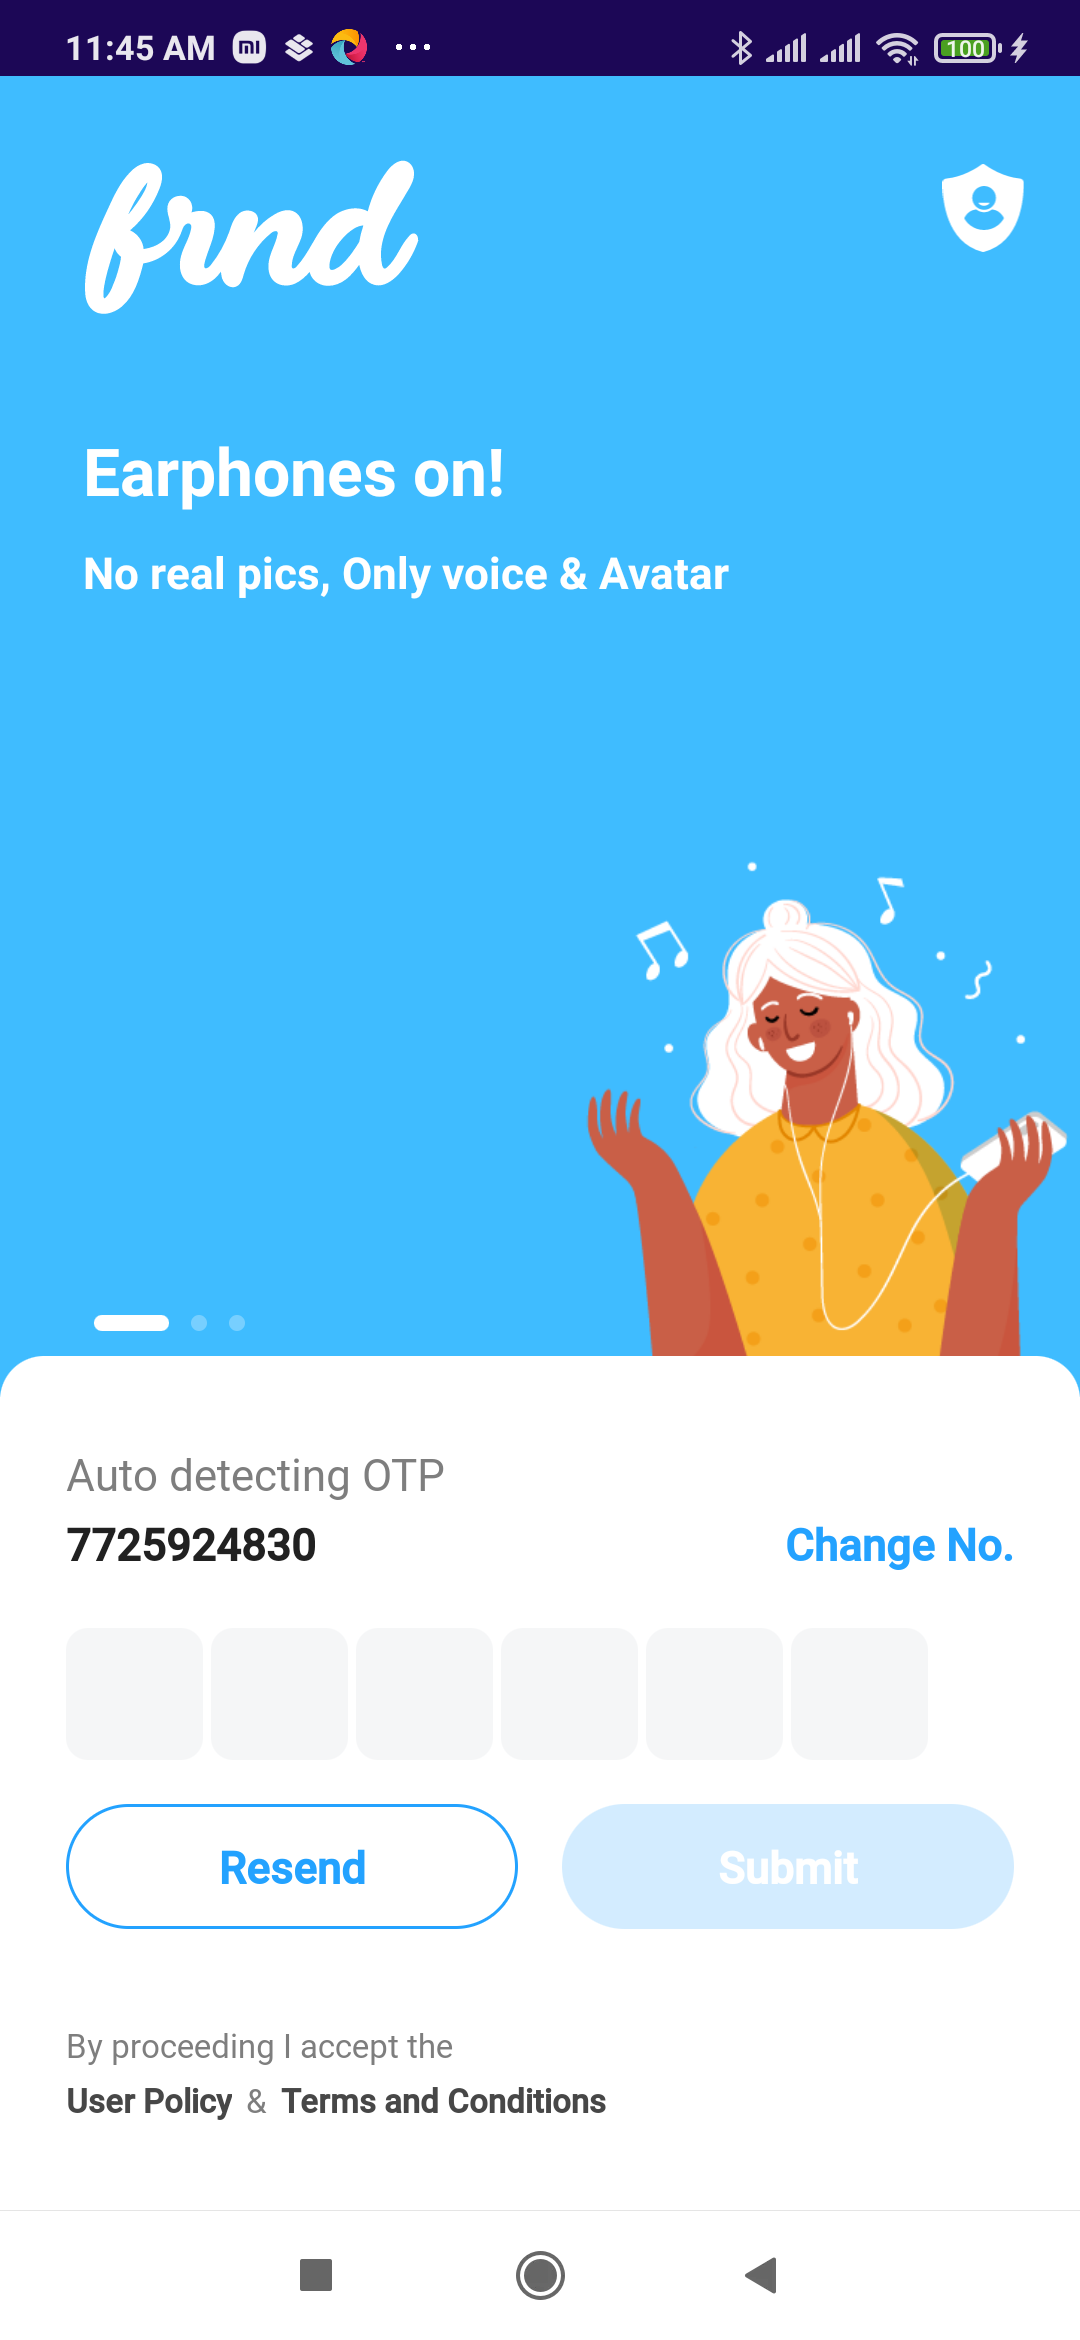 11:45 AM
100
frnd
Earphones on!
No real pics, Only voice & Avatar
Auto detecting OTP
7725924830
Change No.
Resend
Submit
By proceeding I accept the
User Policy & Terms and Conditions